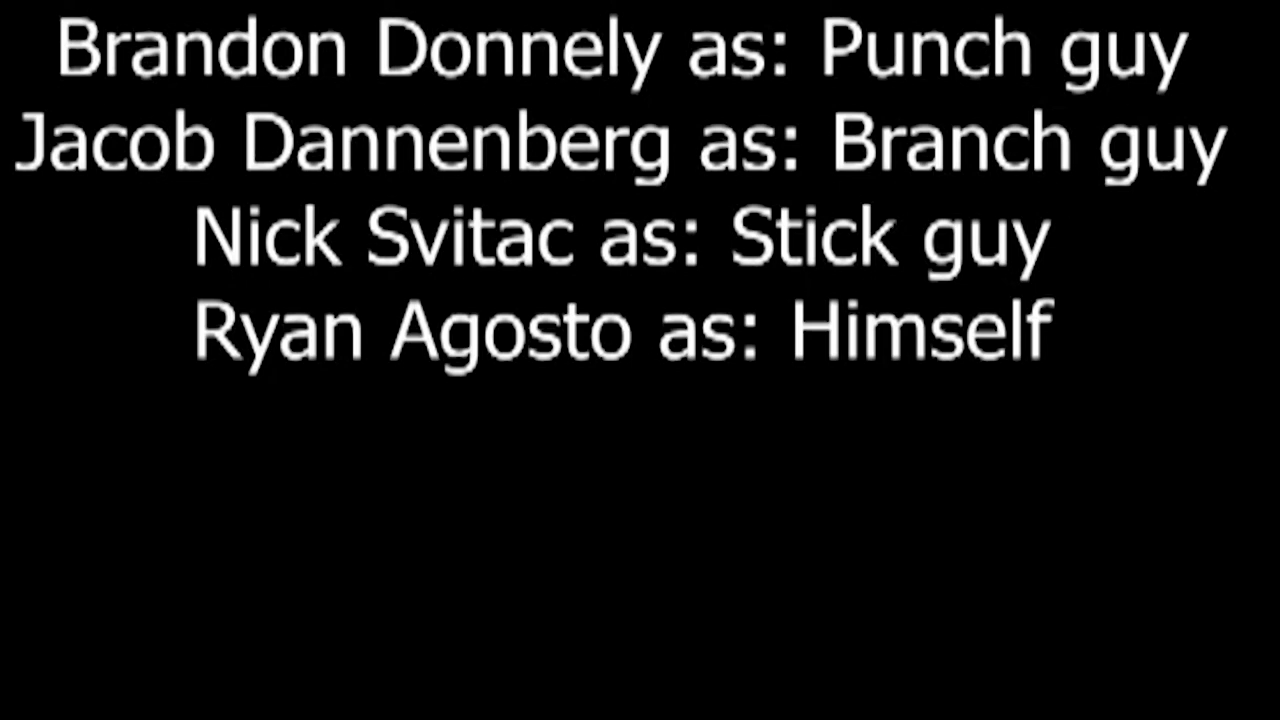 Brandon Donnely as: Punch guy
Jacob Dannenberg as: Branch guy
Nick Svitac as: Stick guy
Ryan Agosto as: Himself